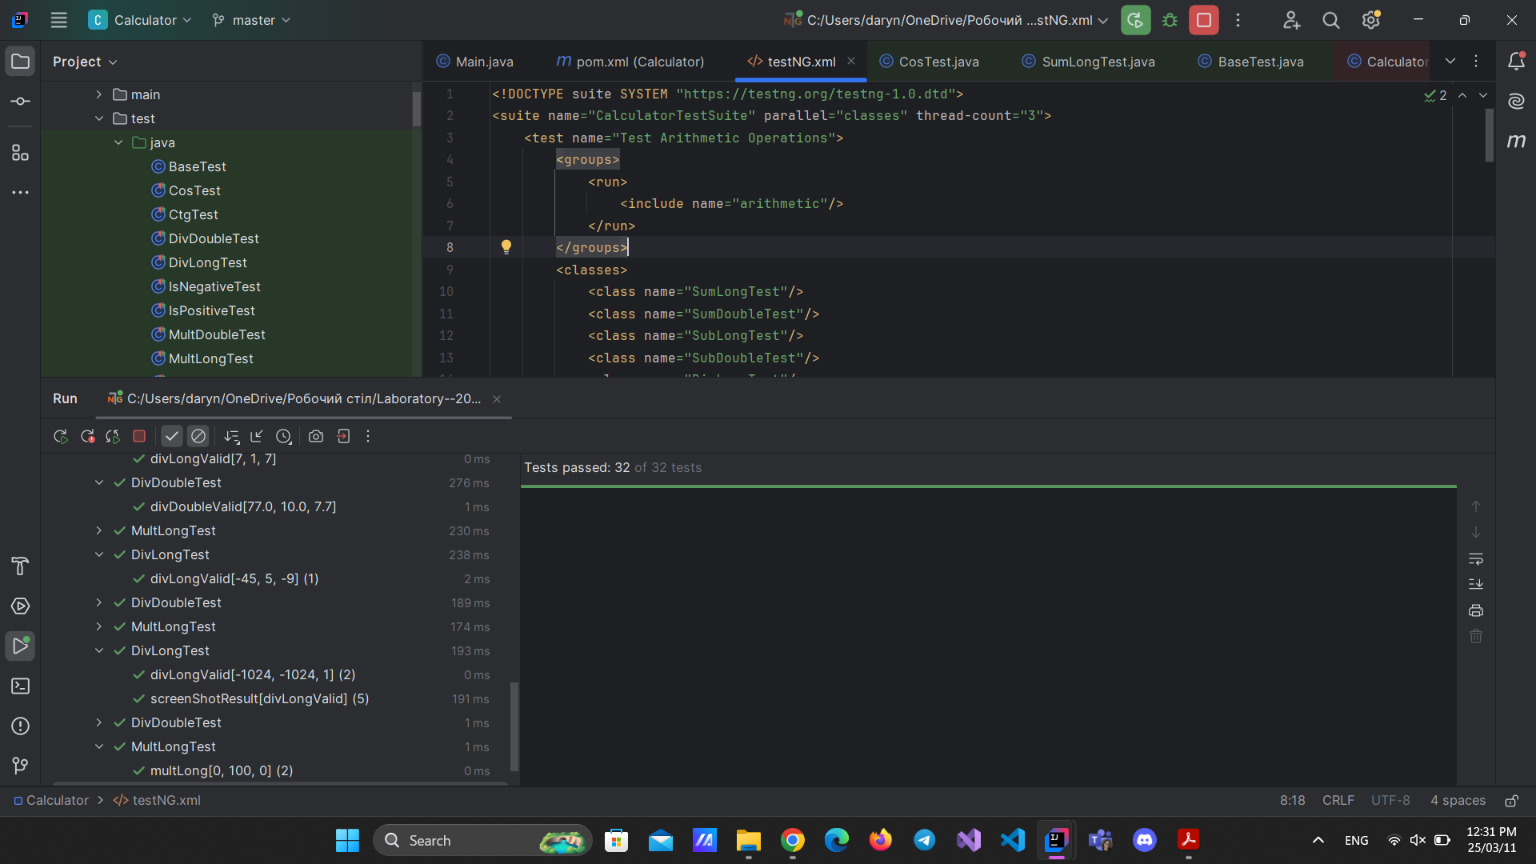 C Calculator master C:/Users/daryn/OneDrive/Робочий ...stNG.xml
Project
Main.java pom.xml (Calculator) testNG.xml CosTest.java SumLongTest.java BaseTest.java Calculator
main
test
java
BaseTest
CosTest
CtgTest
DivDoubleTest
DivLongTest
IsNegativeTest
IsPositiveTest
MultDoubleTest
MultLongTest
2
1 <!DOCTYPE suite SYSTEM "https://testng.org/testng-1.0.dtd">
2 <suite name="CalculatorTestSuite" parallel="classes" thread-count="3">
3 <test name="Test Arithmetic Operations">
4 <groups>
5 <run>
6 <include name="arithmetic"/>
7 </run>
8 </groups>
9 <classes>
10 <class name="SumLongTest"/>
11 <class name="SumDoubleTest"/>
12 <class name="SubLongTest"/>
13 <class name="SubDoubleTest"/>
Run C:/Users/daryn/OneDrive/Робочий стіл/Laboratory--20...
divLongValid[7, 1, 7] 0 ms
DivDoubleTest 276 ms
divDoubleValid[77.0, 10.0, 7.7] 1 ms
MultLongTest 230 ms
DivLongTest 238 ms
divLongValid[-45, 5, -9] (1) 2 ms
DivDoubleTest 189 ms
MultLongTest 174 ms
DivLongTest 193 ms
divLongValid[-1024, -1024, 1] (2) 0 ms
screenShotResult[divLongValid] (5) 191 ms
DivDoubleTest 1 ms
MultLongTest 1 ms
multLong[0, 100, 0] (2) 0 ms
Tests passed: 32 of 32 tests
Calculator > testNG.xml 8:18 CRLF UTF-8 4 spaces
Search ENG 12:31 PM
25/03/11